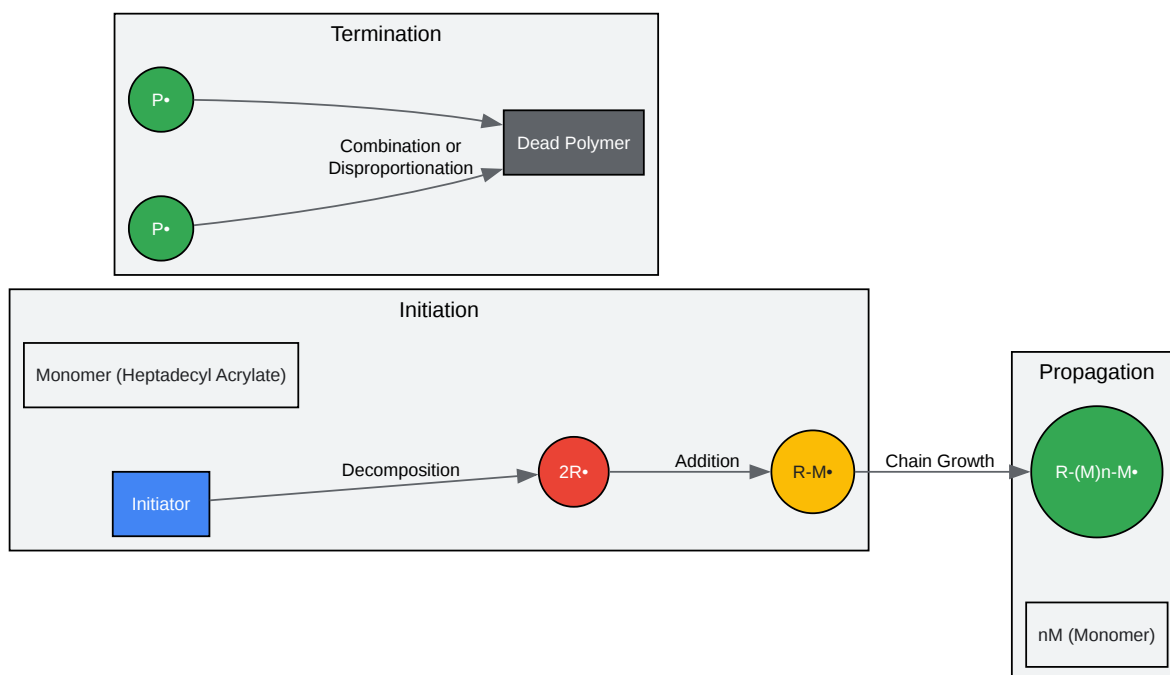 Termination
P•
Combination or
Disproportionation
Dead Polymer
P•
Initiation
Monomer (Heptadecyl Acrylate)
Initiator
Decomposition
2R•
Addition
R-M•
Chain Growth
Propagation
R-(M)n-M•
nM (Monomer)